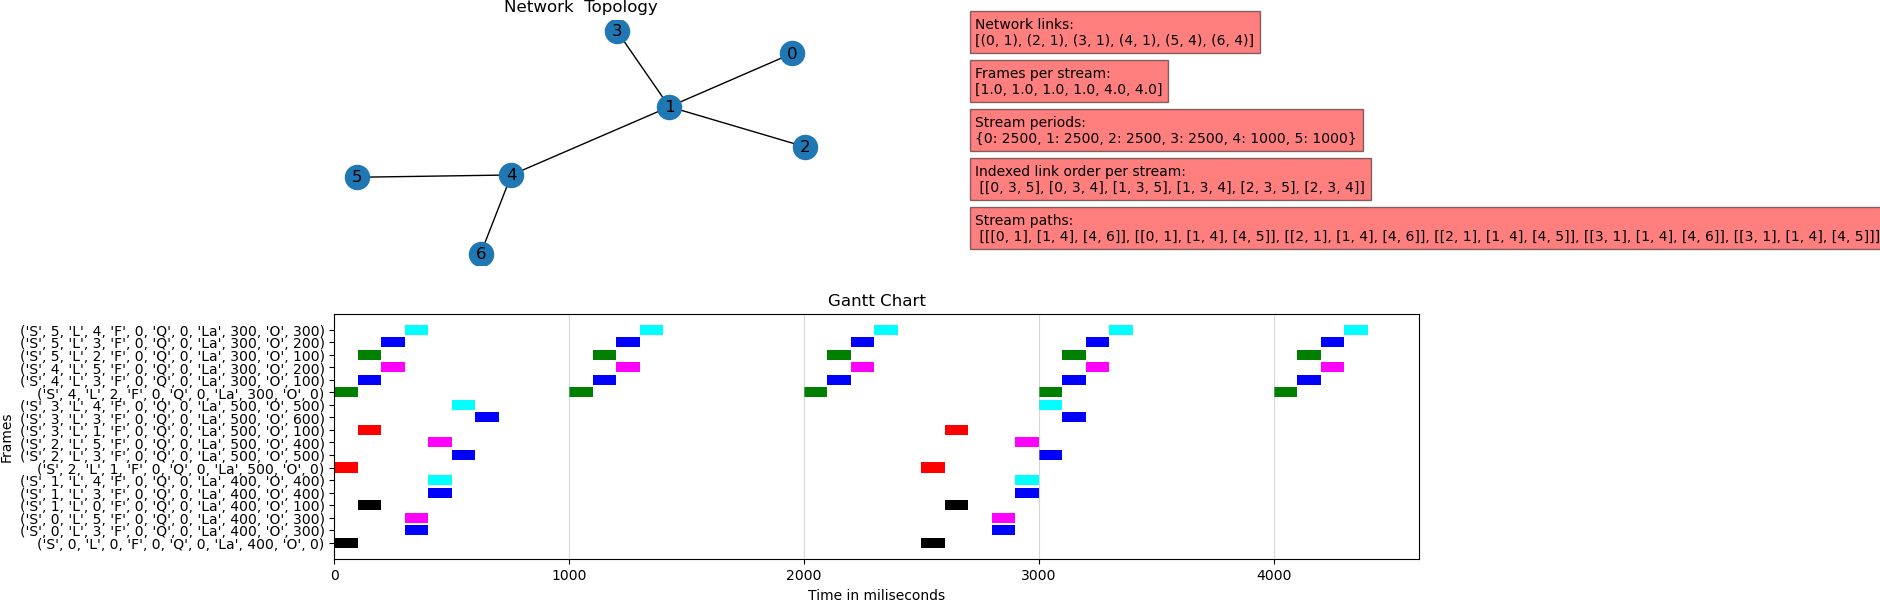 Network  Topology
3
0
1
2
4
5
6
Network links:
[(0, 1), (2, 1), (3, 1), (4, 1), (5, 4), (6, 4)]
Frames per stream:
[1.0, 1.0, 1.0, 1.0, 4.0, 4.0]
Stream periods:
{0: 2500, 1: 2500, 2: 2500, 3: 2500, 4: 1000, 5: 1000}
Indexed link order per stream:
[[0, 3, 5], [0, 3, 4], [1, 3, 5], [1, 3, 4], [2, 3, 5], [2, 3, 4]]
Stream paths:
[[[0, 1], [1, 4], [4, 6]], [[0, 1], [1, 4], [4, 5]], [[2, 1], [1, 4], [4, 6]], [[2, 1], [1, 4], [4, 5]], [[3, 1], [1, 4], [4, 6]], [[3, 1], [1, 4], [4, 5]]]
Gantt Chart
Frames
('S', 5, 'L', 4, 'F', 0, 'Q', 0, 'La', 300, 'O', 300)
('S', 5, 'L', 3, 'F', 0, 'Q', 0, 'La', 300, 'O', 200)
('S', 5, 'L', 2, 'F', 0, 'Q', 0, 'La', 300, 'O', 100)
('S', 4, 'L', 5, 'F', 0, 'Q', 0, 'La', 300, 'O', 200)
('S', 4, 'L', 3, 'F', 0, 'Q', 0, 'La', 300, 'O', 100)
('S', 4, 'L', 2, 'F', 0, 'Q', 0, 'La', 300, 'O', 0)
('S', 3, 'L', 4, 'F', 0, 'Q', 0, 'La', 500, 'O', 500)
('S', 3, 'L', 3, 'F', 0, 'Q', 0, 'La', 500, 'O', 600)
('S', 3, 'L', 1, 'F', 0, 'Q', 0, 'La', 500, 'O', 100)
('S', 2, 'L', 5, 'F', 0, 'Q', 0, 'La', 500, 'O', 400)
('S', 2, 'L', 3, 'F', 0, 'Q', 0, 'La', 500, 'O', 500)
('S', 2, 'L', 1, 'F', 0, 'Q', 0, 'La', 500, 'O', 0)
('S', 1, 'L', 4, 'F', 0, 'Q', 0, 'La', 400, 'O', 400)
('S', 1, 'L', 3, 'F', 0, 'Q', 0, 'La', 400, 'O', 400)
('S', 1, 'L', 0, 'F', 0, 'Q', 0, 'La', 400, 'O', 100)
('S', 0, 'L', 5, 'F', 0, 'Q', 0, 'La', 400, 'O', 300)
('S', 0, 'L', 3, 'F', 0, 'Q', 0, 'La', 400, 'O', 300)
('S', 0, 'L', 0, 'F', 0, 'Q', 0, 'La', 400, 'O', 0)
0 1000 2000 3000 4000
Time in miliseconds